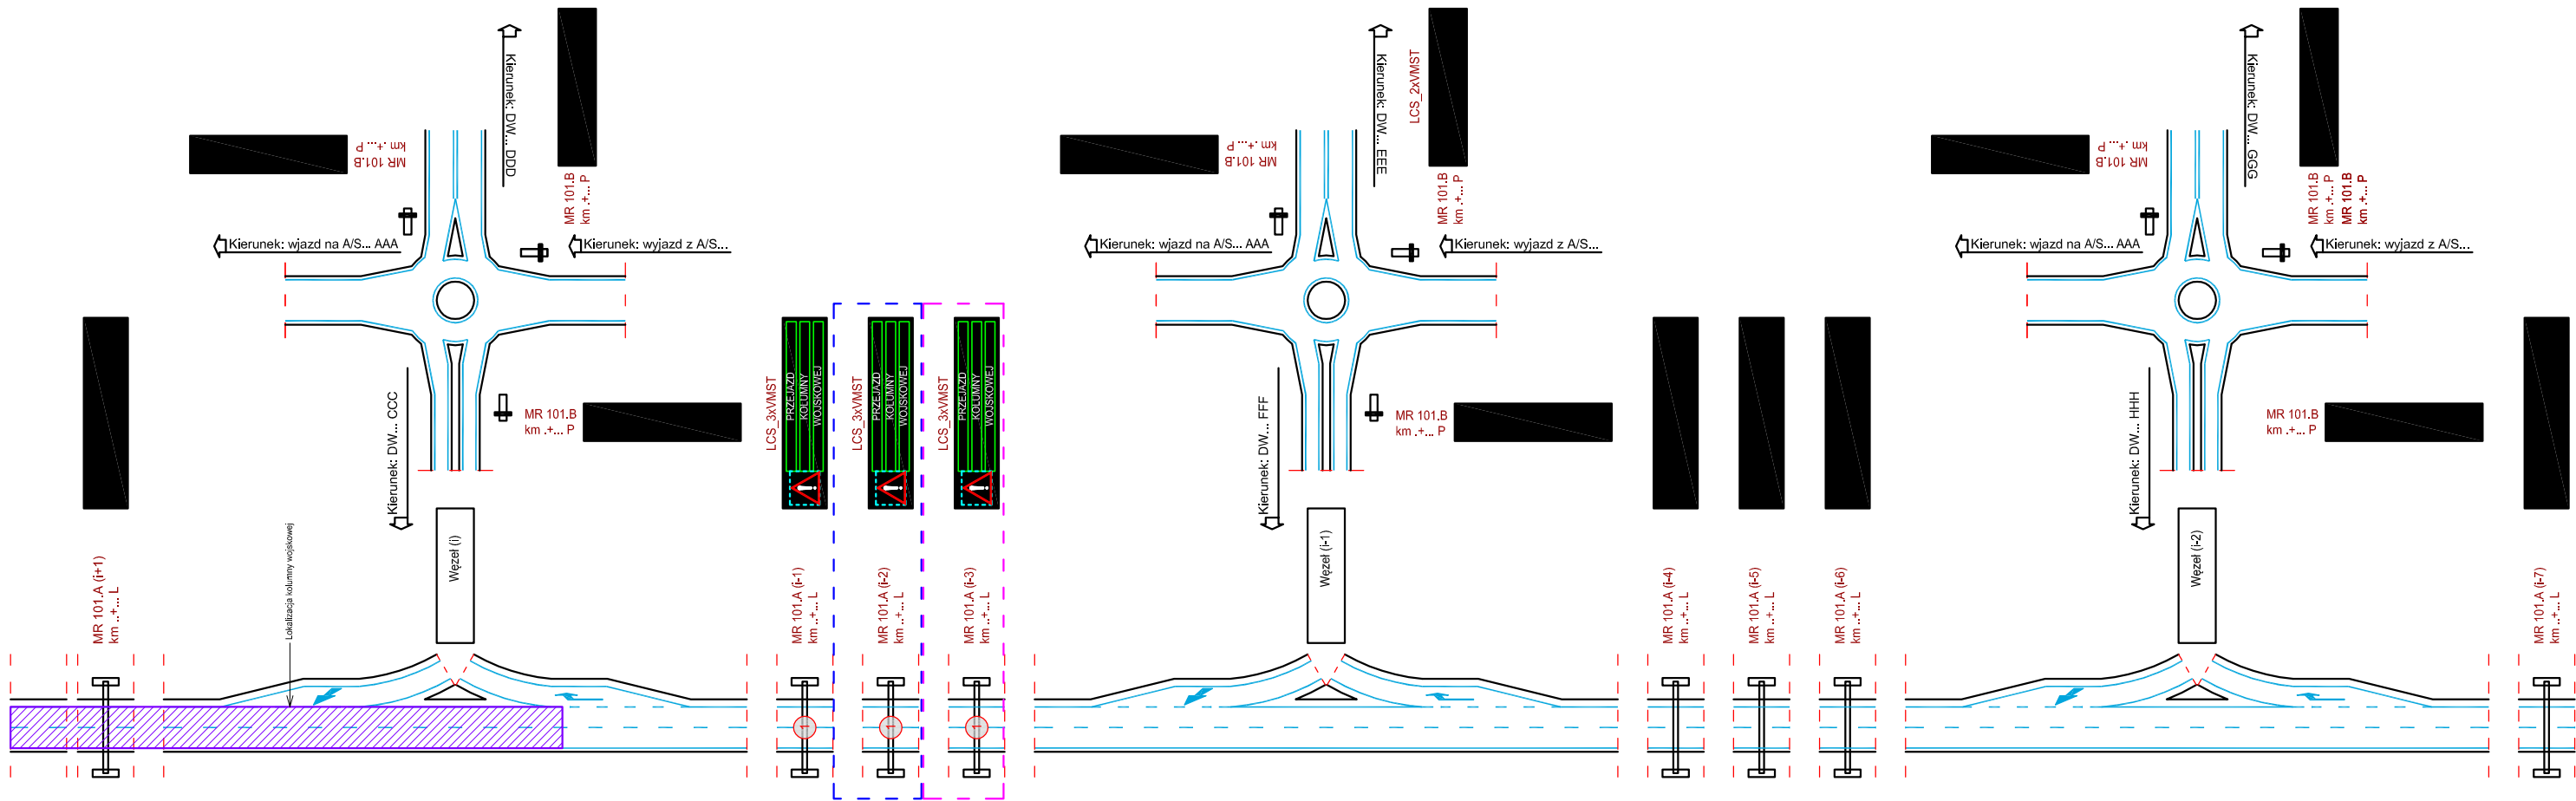 Kierunek: DW... DDD
MR 101.B
km .+... P
MR 101.B
km .+... P
Kierunek: wjazd na A/S... AAA
Kierunek: wyjazd z A/S...
Kierunek: DW... CCC
MR 101.B
km .+... P
Węzeł (i)
Lokalizacja kolumny wojskowej
MR 101.A (i+1)
km ..+... L
LCS_3xVMST
PRZEJAZD
KOLUMNY
WOJSKOWEJ
MR 101.A (i-1)
km ..+... L
1
LCS_3xVMST
PRZEJAZD
KOLUMNY
WOJSKOWEJ
MR 101.A (i-2)
km ..+... L
1
LCS_3xVMST
PRZEJAZD
KOLUMNY
WOJSKOWEJ
MR 101.A (i-3)
km ..+... L
1
Kierunek: DW... EEE
LCS_2xVMST
MR 101.B
km .+... P
MR 101.B
km .+... P
Kierunek: wjazd na A/S... AAA
Kierunek: wyjazd z A/S...
Kierunek: DW... FFF
MR 101.B
km .+... P
Węzeł (i-1)
MR 101.A (i-4)
km ..+... L
MR 101.A (i-5)
km ..+... L
MR 101.A (i-6)
km ..+... L
Kierunek: DW... GGG
MR 101.B
km .+... P
MR 101.B
km .+... P
MR 101.B
km .+... P
Kierunek: wjazd na A/S... AAA
Kierunek: wyjazd z A/S...
Kierunek: DW... HHH
MR 101.B
km .+... P
Węzeł (i-2)
MR 101.A (i-7)
km ..+... L